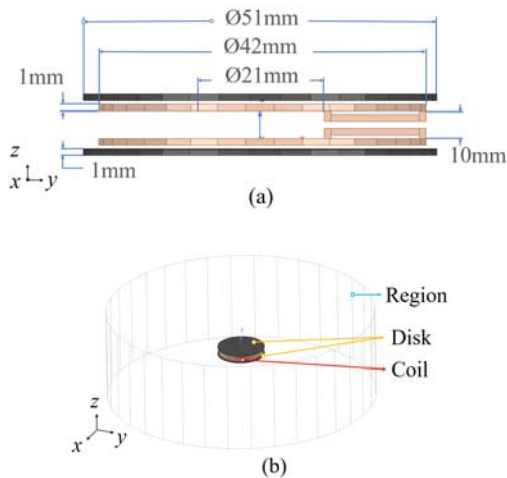 Ø51mm
Ø42mm
1mm
Ø21mm
z
x
y
1mm
10mm
(a)
Region
Disk
Coil
z
x
y
(b)